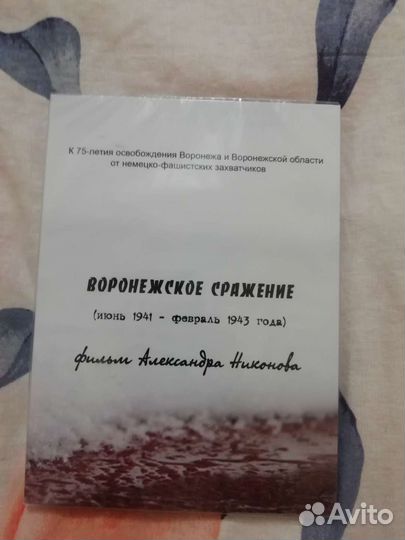 К 75-летия освобождения Воронежа и Воронежской области
от немецко-фашистских захватчиков
ВОРОНЕЖСКОЕ СРАЖЕНИЕ
(июнь 1941 - февраль 1943 года)
фильм Александра Никонова
Avito